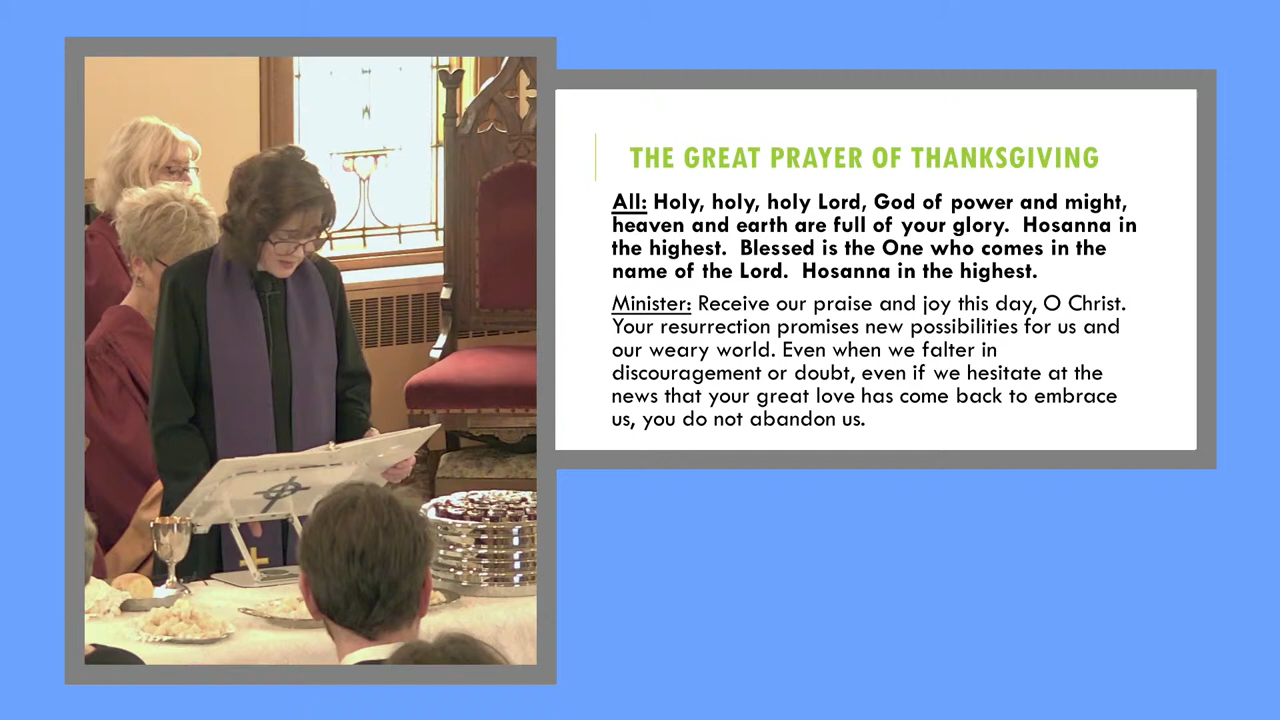 THE GREAT PRAYER OF THANKSGIVING
All: Holy, holy, holy Lord, God of power and might,
heaven and earth are full of your glory.  Hosanna in
the highest.  Blessed is the One who comes in the
name of the Lord.  Hosanna in the highest.
Minister: Receive our praise and joy this day, O Christ.
Your resurrection promises new possibilities for us and
our weary world. Even when we falter in
discouragement or doubt, even if we hesitate at the
news that your great love has come back to embrace
us, you do not abandon us.